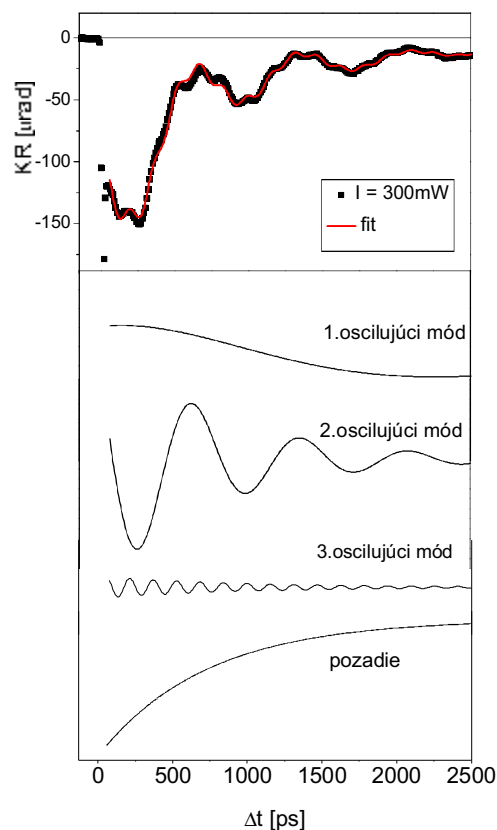 0
-50
-100
-150
KR [μrad]
I = 300mW
fit
1.oscilujúci mód
2.oscilujúci mód
3.oscilujúci mód
pozadie
0 500 1000 1500 2000 2500
Δt [ps]